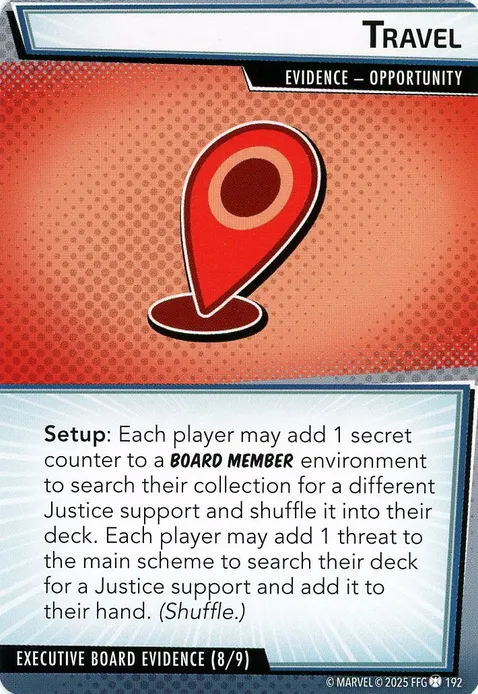 TRAVEL
EVIDENCE – OPPORTUNITY
Setup: Each player may add 1 secret
counter to a BOARD MEMBER environment
to search their collection for a different
Justice support and shuffle it into their
deck. Each player may add 1 threat to
the main scheme to search their deck
for a Justice support and add it to
their hand. (Shuffle.)
EXECUTIVE BOARD EVIDENCE (8/9)
© MARVEL © 2025 FFG 192